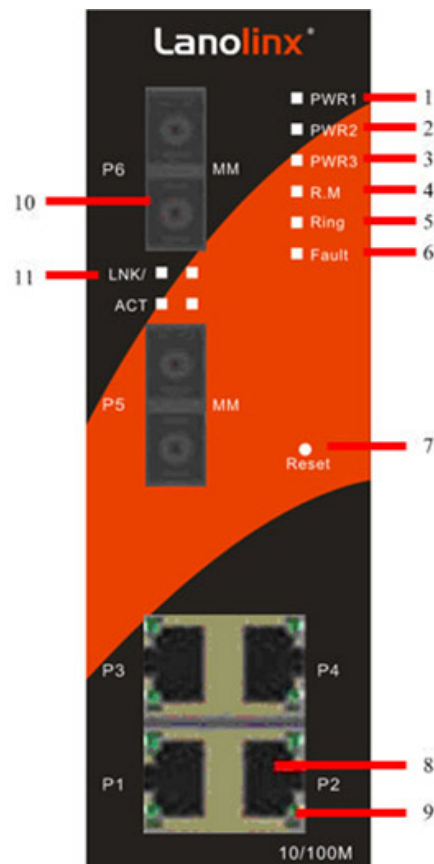 Lanolinx®
PWR1 1
PWR2 2
PWR3 3
P6 MM
R.M 4
10
Ring 5
Fault 6
11 LNK/
ACT
P5 MM
7
Reset
P3 P4
8
P1 P2
9
10/100M